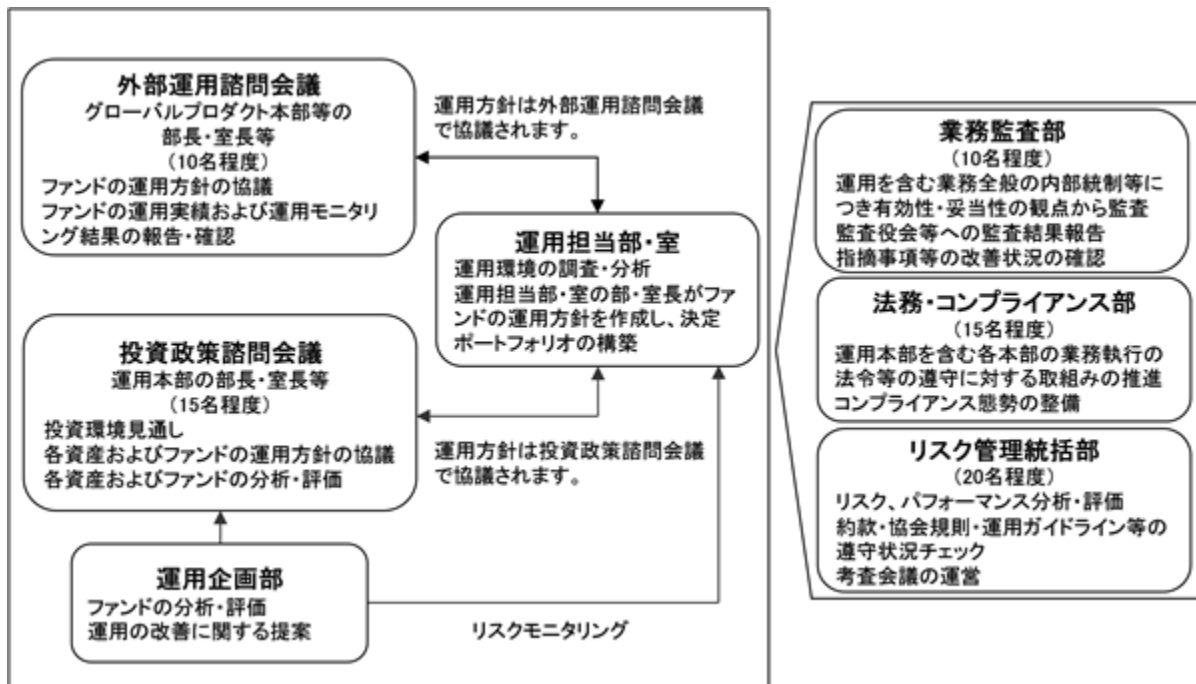 外部運用諮問会議
グローバルプロダクト本部等の
部長・室長等
（10名程度）
ファンドの運用方針の協議
ファンドの運用実績および運用モニタリ
ング結果の報告・確認
運用方針は外部運用諮問会議
で協議されます。
運用担当部・室
運用環境の調査・分析
運用担当部・室の部・室長がファ
ンドの運用方針を作成し、決定
ポートフォリオの構築
投資政策諮問会議
運用本部の部長・室長等
（15名程度）
投資環境見通し
各資産およびファンドの運用方針の協議
各資産およびファンドの分析・評価
運用方針は投資政策諮問会議
で協議されます。
運用企画部
ファンドの分析・評価
運用の改善に関する提案
リスクモニタリング
業務監査部
（10名程度）
運用を含む業務全般の内部統制等に
つき有効性・妥当性の観点から監査
監査役会等への監査結果報告
指摘事項等の改善状況の確認
法務・コンプライアンス部
（15名程度）
運用本部を含む各本部の業務執行の
法令等の遵守に対する取組みの推進
コンプライアンス態勢の整備
リスク管理統括部
（20名程度）
リスク、パフォーマンス分析・評価
約款・協会規則・運用ガイドライン等の
遵守状況チェック
考査会議の運営